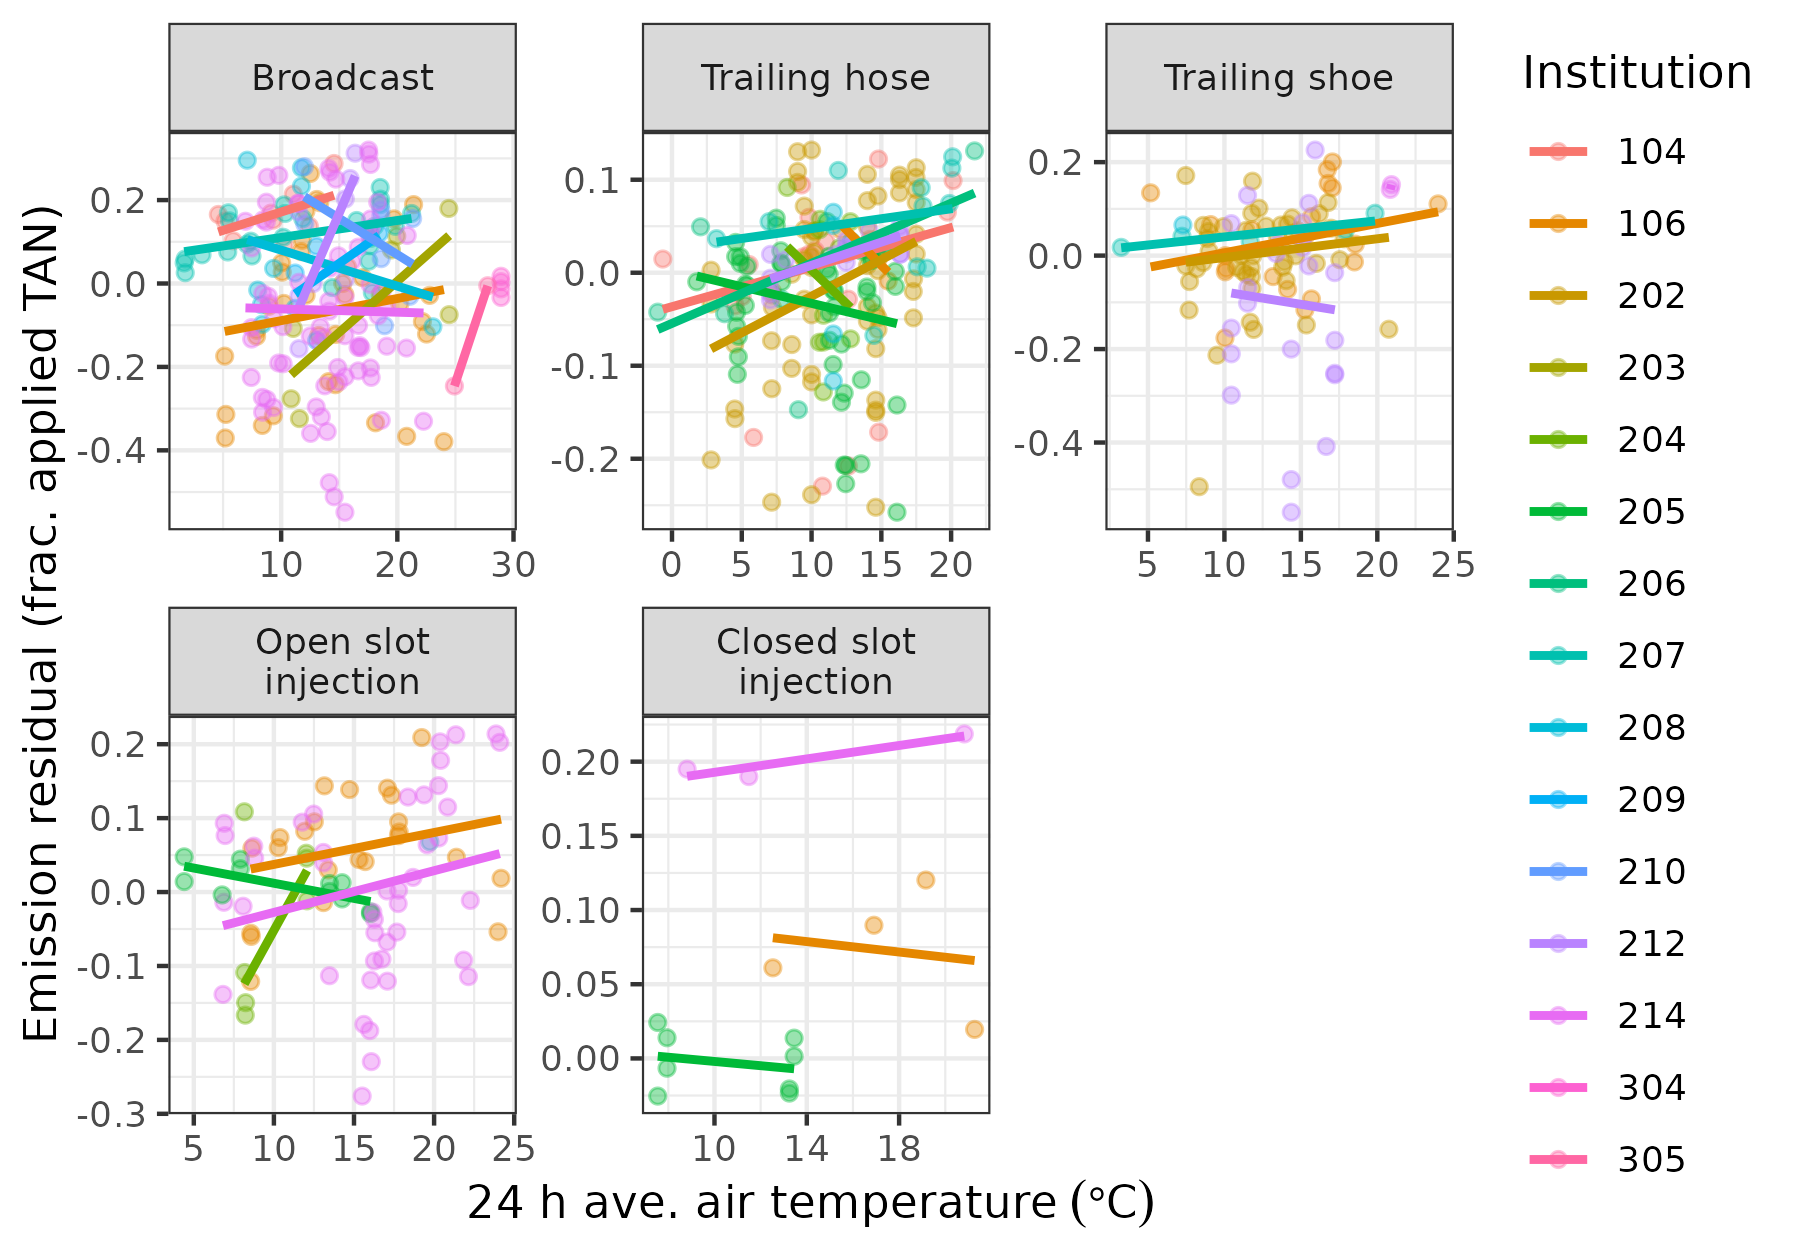 Broadcast
Trailing hose
Trailing shoe
Institution
104
106
202
203
204
205
206
207
208
209
210
212
214
304
305
0.2
0.0
-0.2
-0.4
10 20 30
0.1
0.0
-0.1
-0.2
0 5 10 15 20
0.2
0.0
-0.2
-0.4
5 10 15 20 25
Open slot
injection
0.2
0.1
0.0
-0.1
-0.2
-0.3
5 10 15 20 25
Closed slot
injection
0.20
0.15
0.10
0.05
0.00
10 14 18
Emission residual (frac. applied TAN)
24 h ave. air temperature (°C)